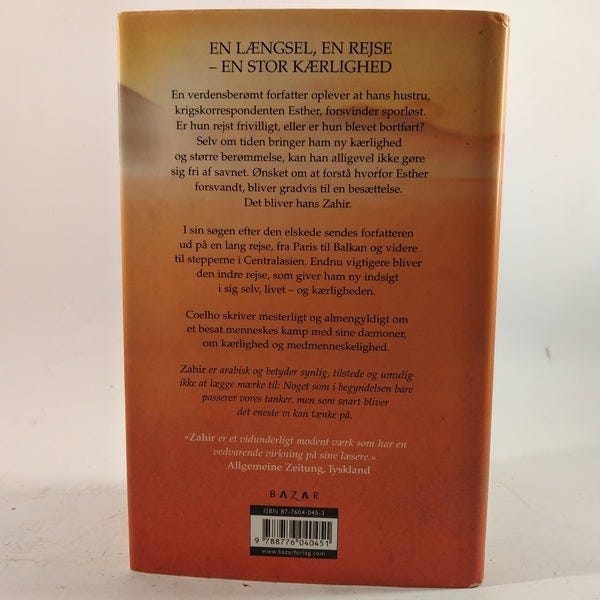 EN LÆNGSEL, EN REJSE
– EN STOR KÆRLIGHED
En verdensberømt forfatter oplever at hans hustru,
krigskorrespondenten Esther, forsvinder sporløst.
Er hun rejst frivilligt, eller er hun blevet bortført?
Selv om tiden bringer ham ny kærlighed
og større berømmelse, kan han alligevel ikke gøre
sig fri af savnet. Ønsket om at forstå hvorfor Esther
forsvandt, bliver gradvis til en besættelse.
Det bliver hans Zahir.
I sin søgen efter den elskede sendes forfatteren
ud på en lang rejse, fra Paris til Balkan og videre
til stepperne i Centralasien. Endnu vigtigere bliver
den indre rejse, som giver ham ny indsigt
i sig selv, livet – og kærligheden.
Coelho skriver mesterligt og almengyldigt om
et besat menneskes kamp med sine dæmoner,
om kærlighed og medmenneskelighed.
Zahir er arabisk og betyder synlig, tilstede og umulig
ikke at lægge mærke til: Noget som i begyndelsen bare
passerer vores tanker, men som snart bliver
det eneste vi kan tænke på.
«Zahir er et vidunderligt modent værk som har en
vedvarende virkning på sine læsere.»
Allgemeine Zeitung, Tyskland
BAZAR
ISBN 87-7604-045-3
9 788776 040451
www.bazarforlag.com